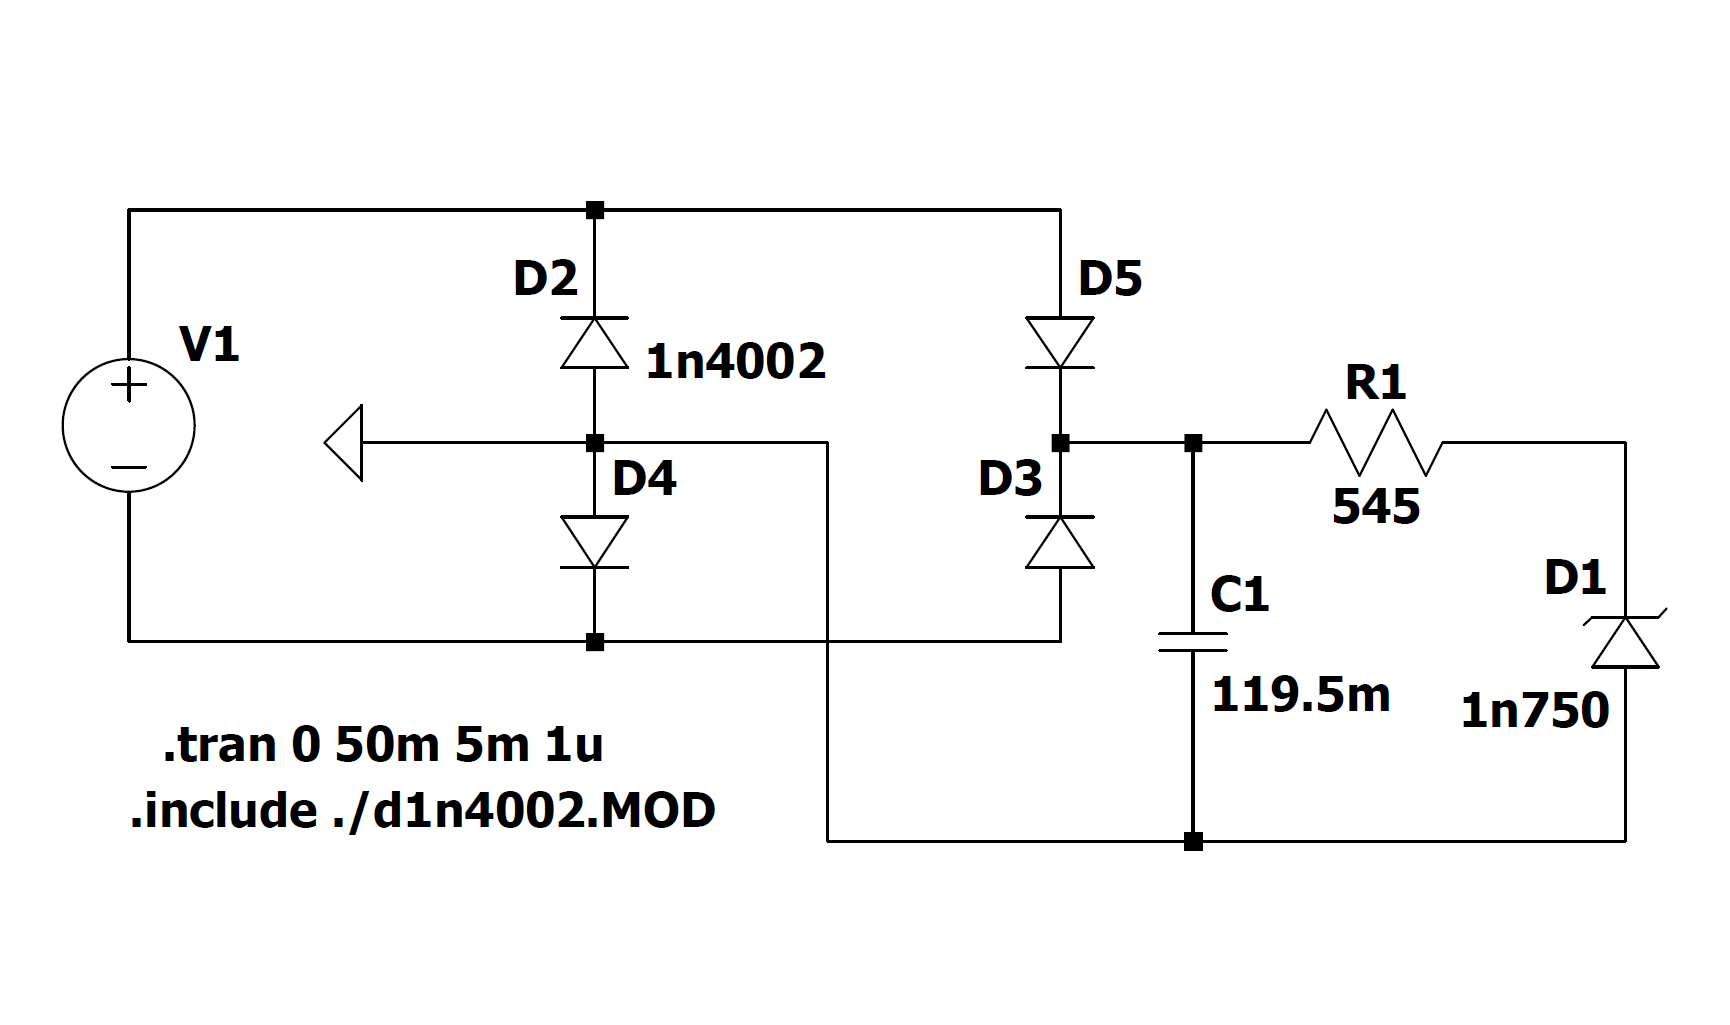 D2
D5
V1
1n4002
R1
D4
D3
545
C1
D1
119.5m
1n750
.tran 0 50m 5m 1u
.include ./d1n4002.MOD